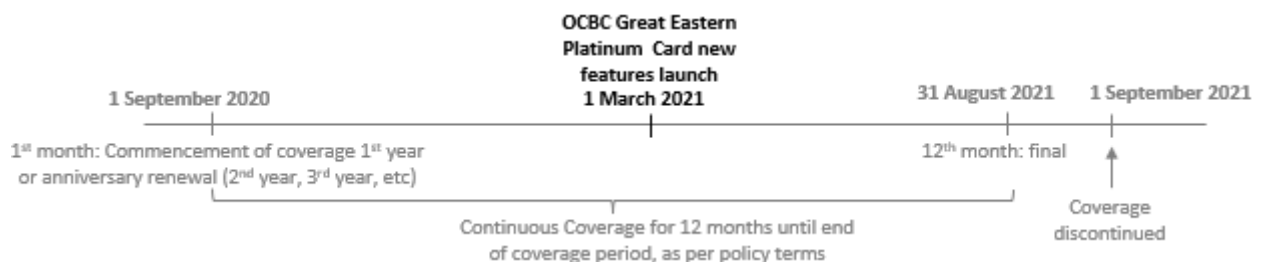 OCBC Great Eastern
Platinum Card new
features launch
1 March 2021
1 September 2020
31 August 2021
1 September 2021
1st month: Commencement of coverage 1st year
or anniversary renewal (2nd year, 3rd year, etc)
12th month: final
Continuous Coverage for 12 months until end
of coverage period, as per policy terms
Coverage
discontinued